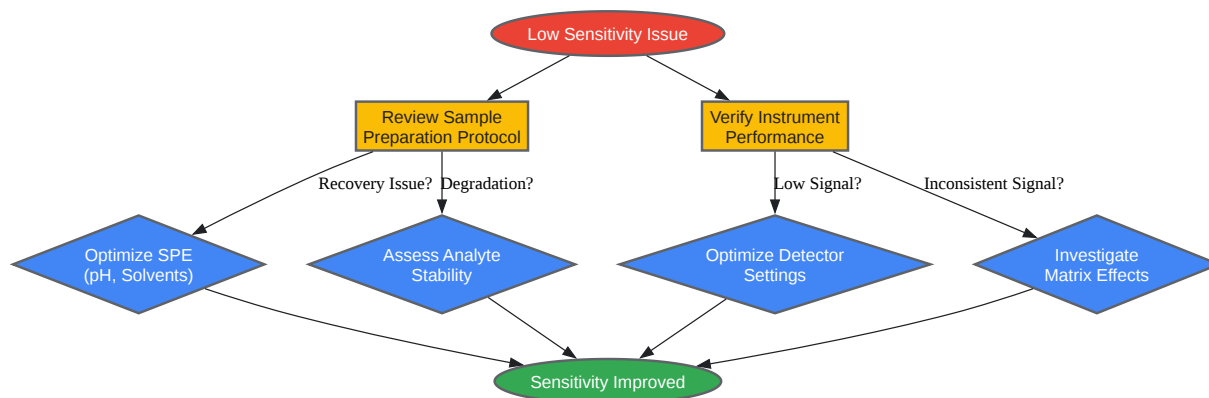 Low Sensitivity Issue
Review Sample
Preparation Protocol
Verify Instrument
Performance
Recovery Issue?
Degradation?
Low Signal?
Inconsistent Signal?
Optimize SPE
(pH, Solvents)
Assess Analyte
Stability
Optimize Detector
Settings
Investigate
Matrix Effects
Sensitivity Improved